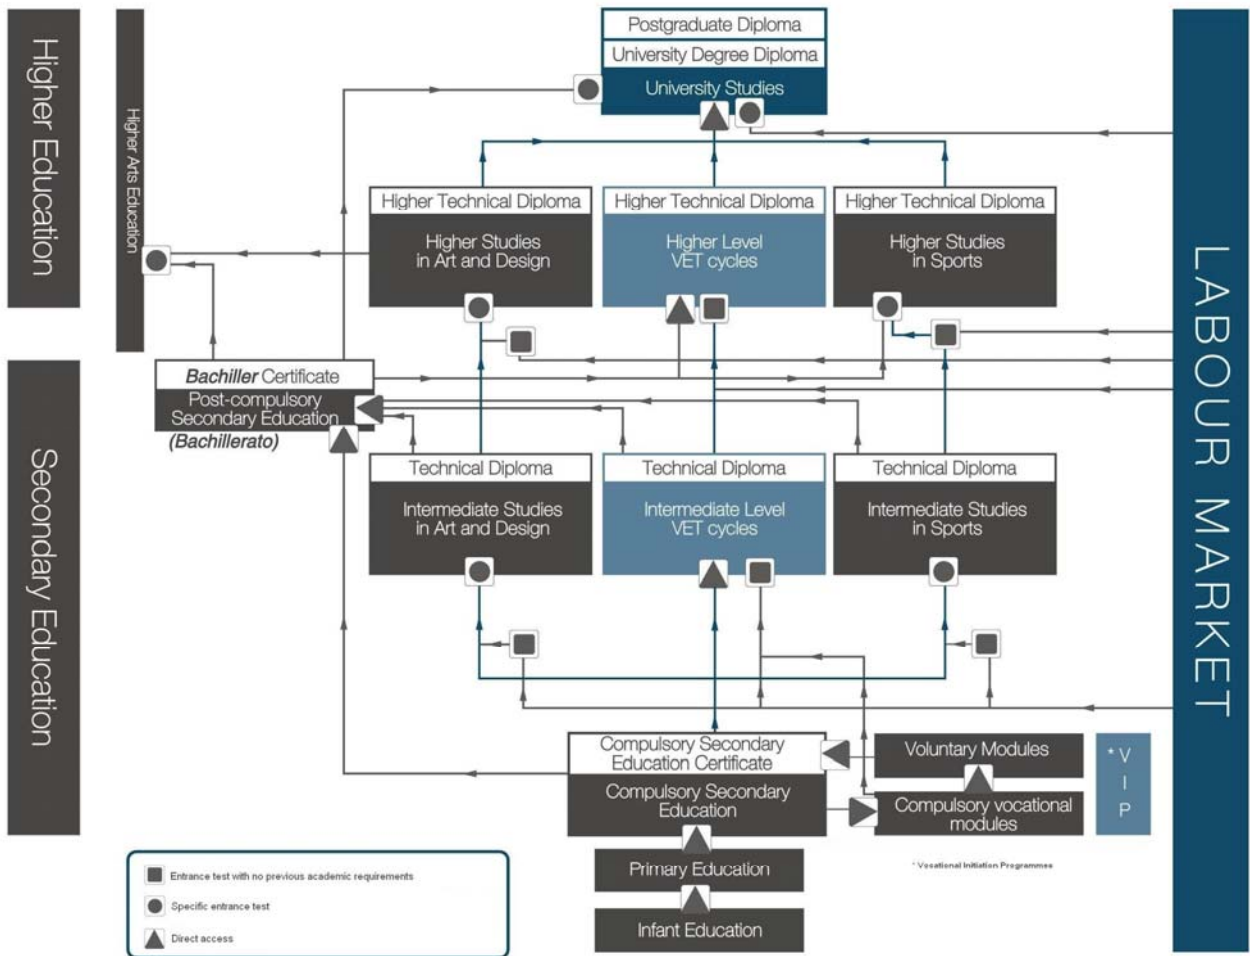 Higher Education
Higher Arts Education
Postgraduate Diploma
University Degree Diploma
University Studies
Higher Technical Diploma
Higher Studies
in Art and Design
Higher Technical Diploma
Higher Level
VET cycles
Higher Technical Diploma
Higher Studies
in Sports
LABOUR MARKET
Secondary Education
Bachiller Certificate
Post-compulsory
Secondary Education
(Bachillerato)
Technical Diploma
Intermediate Studies
in Art and Design
Technical Diploma
Intermediate Level
VET cycles
Technical Diploma
Intermediate Studies
in Sports
Compulsory Secondary
Education Certificate
Compulsory Secondary
Education
Voluntary Modules
Compulsory vocational
modules
* V
I
P
Primary Education
Infant Education
* Vocational Initiation Programmes
Entrance test with no previous academic requirements
Specific entrance test
Direct access